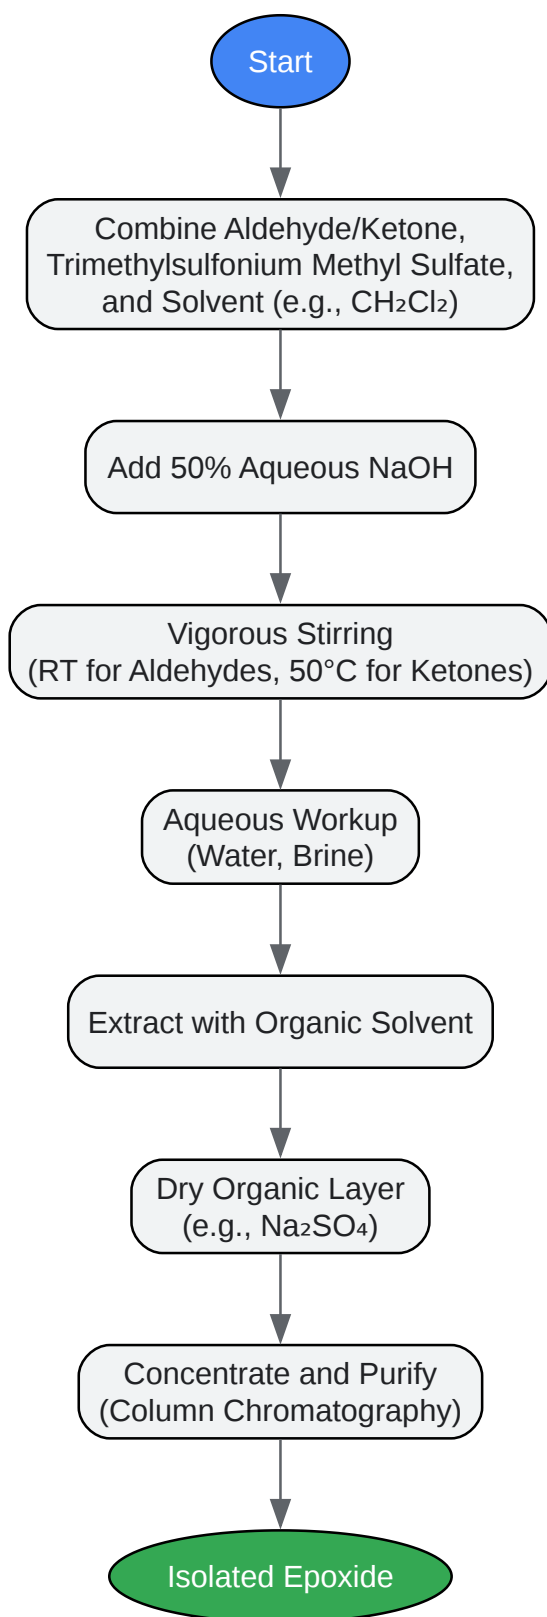 Start
Combine Aldehyde/Ketone,
Trimethylsulfonium Methyl Sulfate,
and Solvent (e.g., CH₂Cl₂)
Add 50% Aqueous NaOH
Vigorous Stirring
(RT for Aldehydes, 50°C for Ketones)
Aqueous Workup
(Water, Brine)
Extract with Organic Solvent
Dry Organic Layer
(e.g., Na₂SO₄)
Concentrate and Purify
(Column Chromatography)
Isolated Epoxide